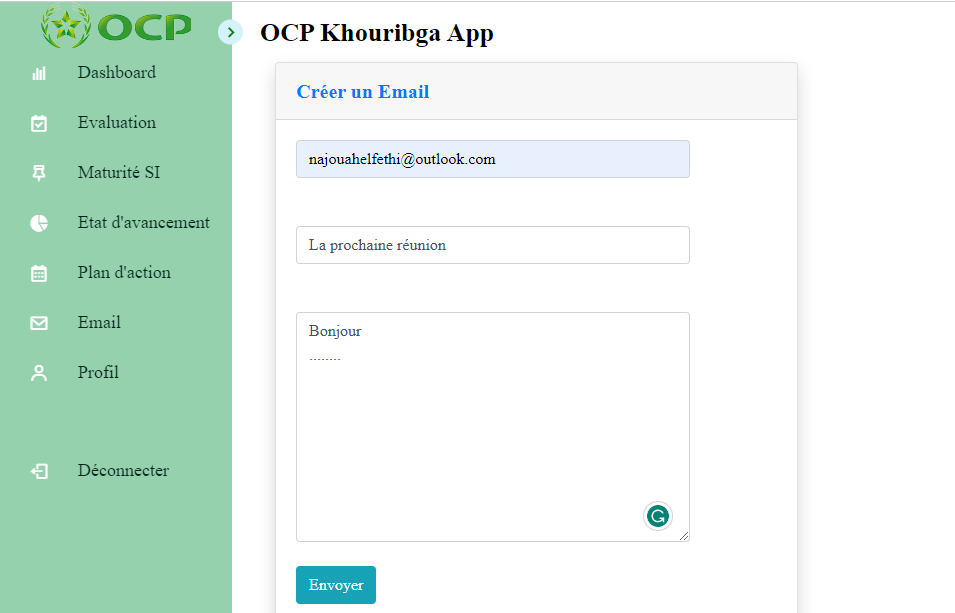 OCP
OCP Khouribga App
Dashboard
Evaluation
Maturité SI
Etat d'avancement
Plan d'action
Email
Profil
Déconnecter
Créer un Email
najouahelfethi@outlook.com
La prochaine réunion
Bonjour
........
Envoyer